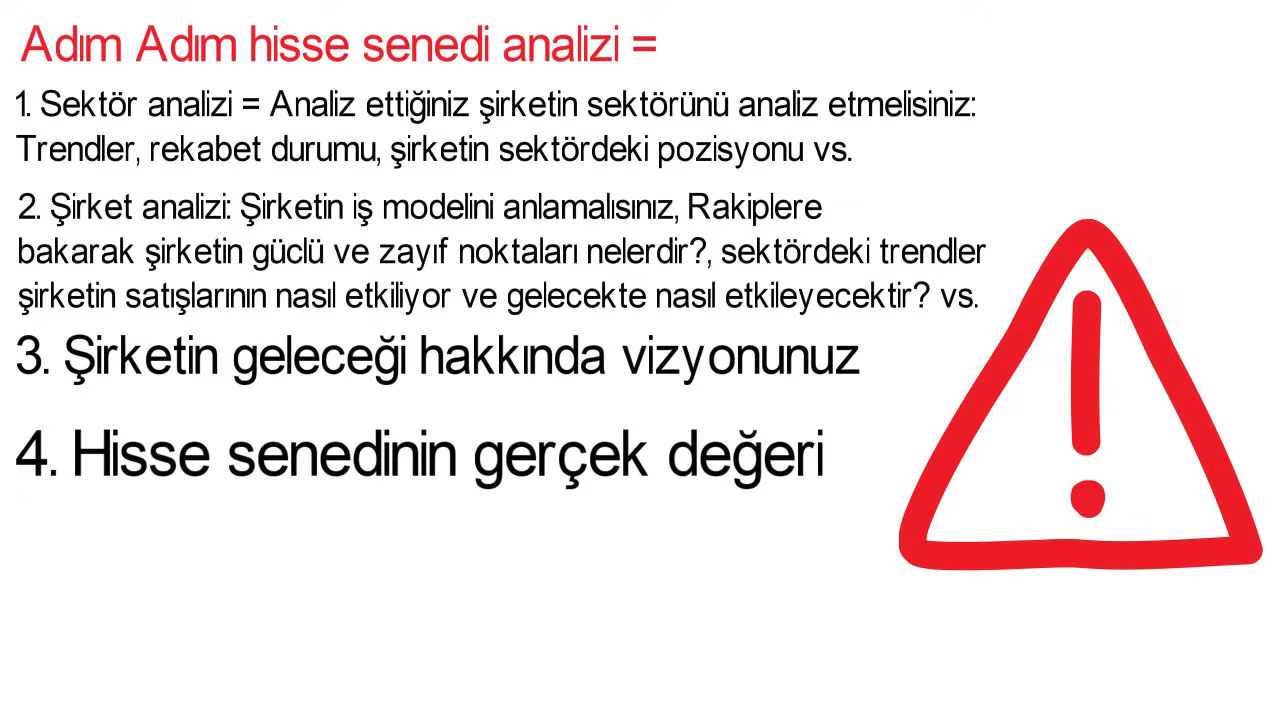 Adım Adım hisse senedi analizi =
1. Sektör analizi = Analiz ettiğiniz şirketin sektörünü analiz etmelisiniz:
Trendler, rekabet durumu, şirketin sektördeki pozisyonu vs.
2. Şirket analizi: Şirketin iş modelini anlamalısınız, Rakiplere
bakarak şirketin güclü ve zayıf noktaları nelerdir?, sektördeki trendler
şirketin satışlarının nasıl etkiliyor ve gelecekte nasıl etkileyecektir? vs.
3. Şirketin geleceği hakkında vizyonunuz
4. Hisse senedinin gerçek değeri